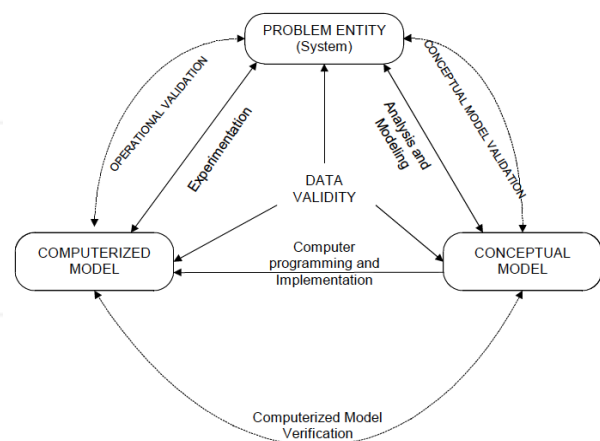 PROBLEM ENTITY
(System)
OPERATIONAL VALIDATION
Experimentation
Analysis and
Modeling
CONCEPTUAL MODEL VALIDATION
DATA
VALIDITY
COMPUTERIZED
MODEL
Computer
programming and
Implementation
CONCEPTUAL
MODEL
Computerized Model
Verification